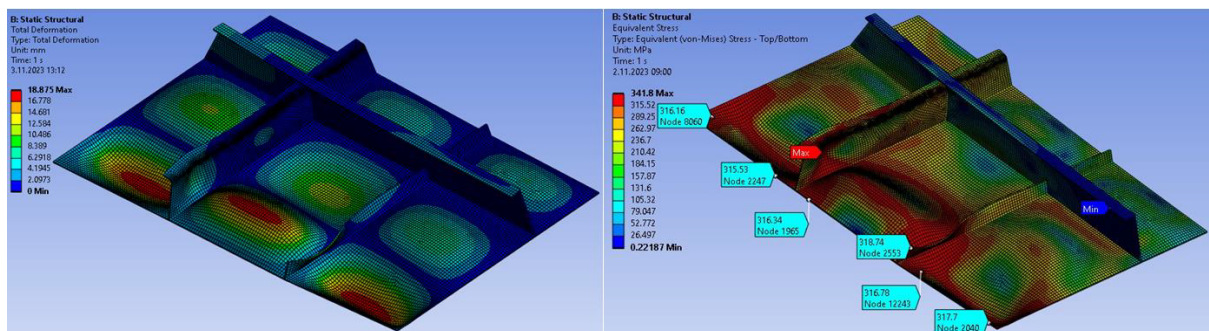 B: Static Structural
Total Deformation
Type: Total Deformation
Unit: mm
Time: 1 s
3.11.2023 13:12
18.875 Max
16.778
14.681
12.584
10.486
8.389
6.2918
4.1945
2.0973
0 Min
B: Static Structural
Equivalent Stress
Type: Equivalent (von-Mises) Stress - Top/Bottom
Unit: MPa
Time: 1 s
2.11.2023 09:00
341.8 Max
315.52
289.25
262.97
236.7
210.42
184.15
157.87
131.6
105.32
79.047
52.772
26.497
0.22187 Min
316.16
Node 8060
Max
315.53
Node 2247
316.34
Node 1965
Min
318.74
Node 2553
316.78
Node 12243
317.7
Node 2040